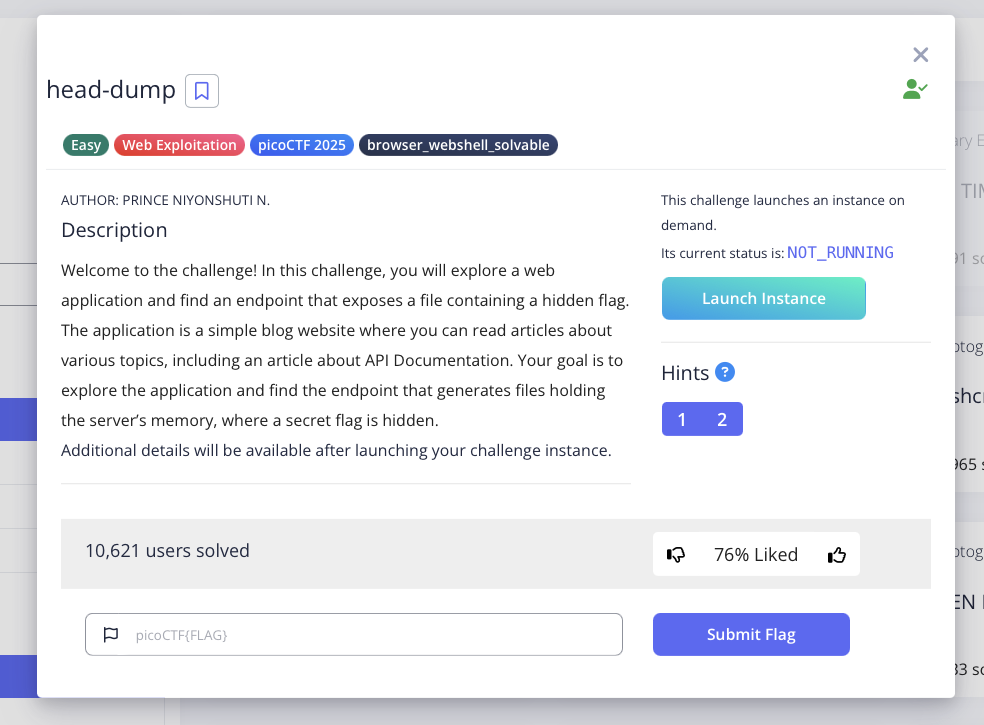 head-dump
Easy Web Exploitation picoCTF 2025 browser_webshell_solvable
AUTHOR: PRINCE NIYONSHUTI N.
Description
Welcome to the challenge! In this challenge, you will explore a web
application and find an endpoint that exposes a file containing a hidden flag.
The application is a simple blog website where you can read articles about
various topics, including an article about API Documentation. Your goal is to
explore the application and find the endpoint that generates files holding
the server’s memory, where a secret flag is hidden.
Additional details will be available after launching your challenge instance.
This challenge launches an instance on
demand.
Its current status is: NOT_RUNNING
Launch Instance
Hints ?
1 2
10,621 users solved
76% Liked
picoCTF{FLAG}
Submit Flag